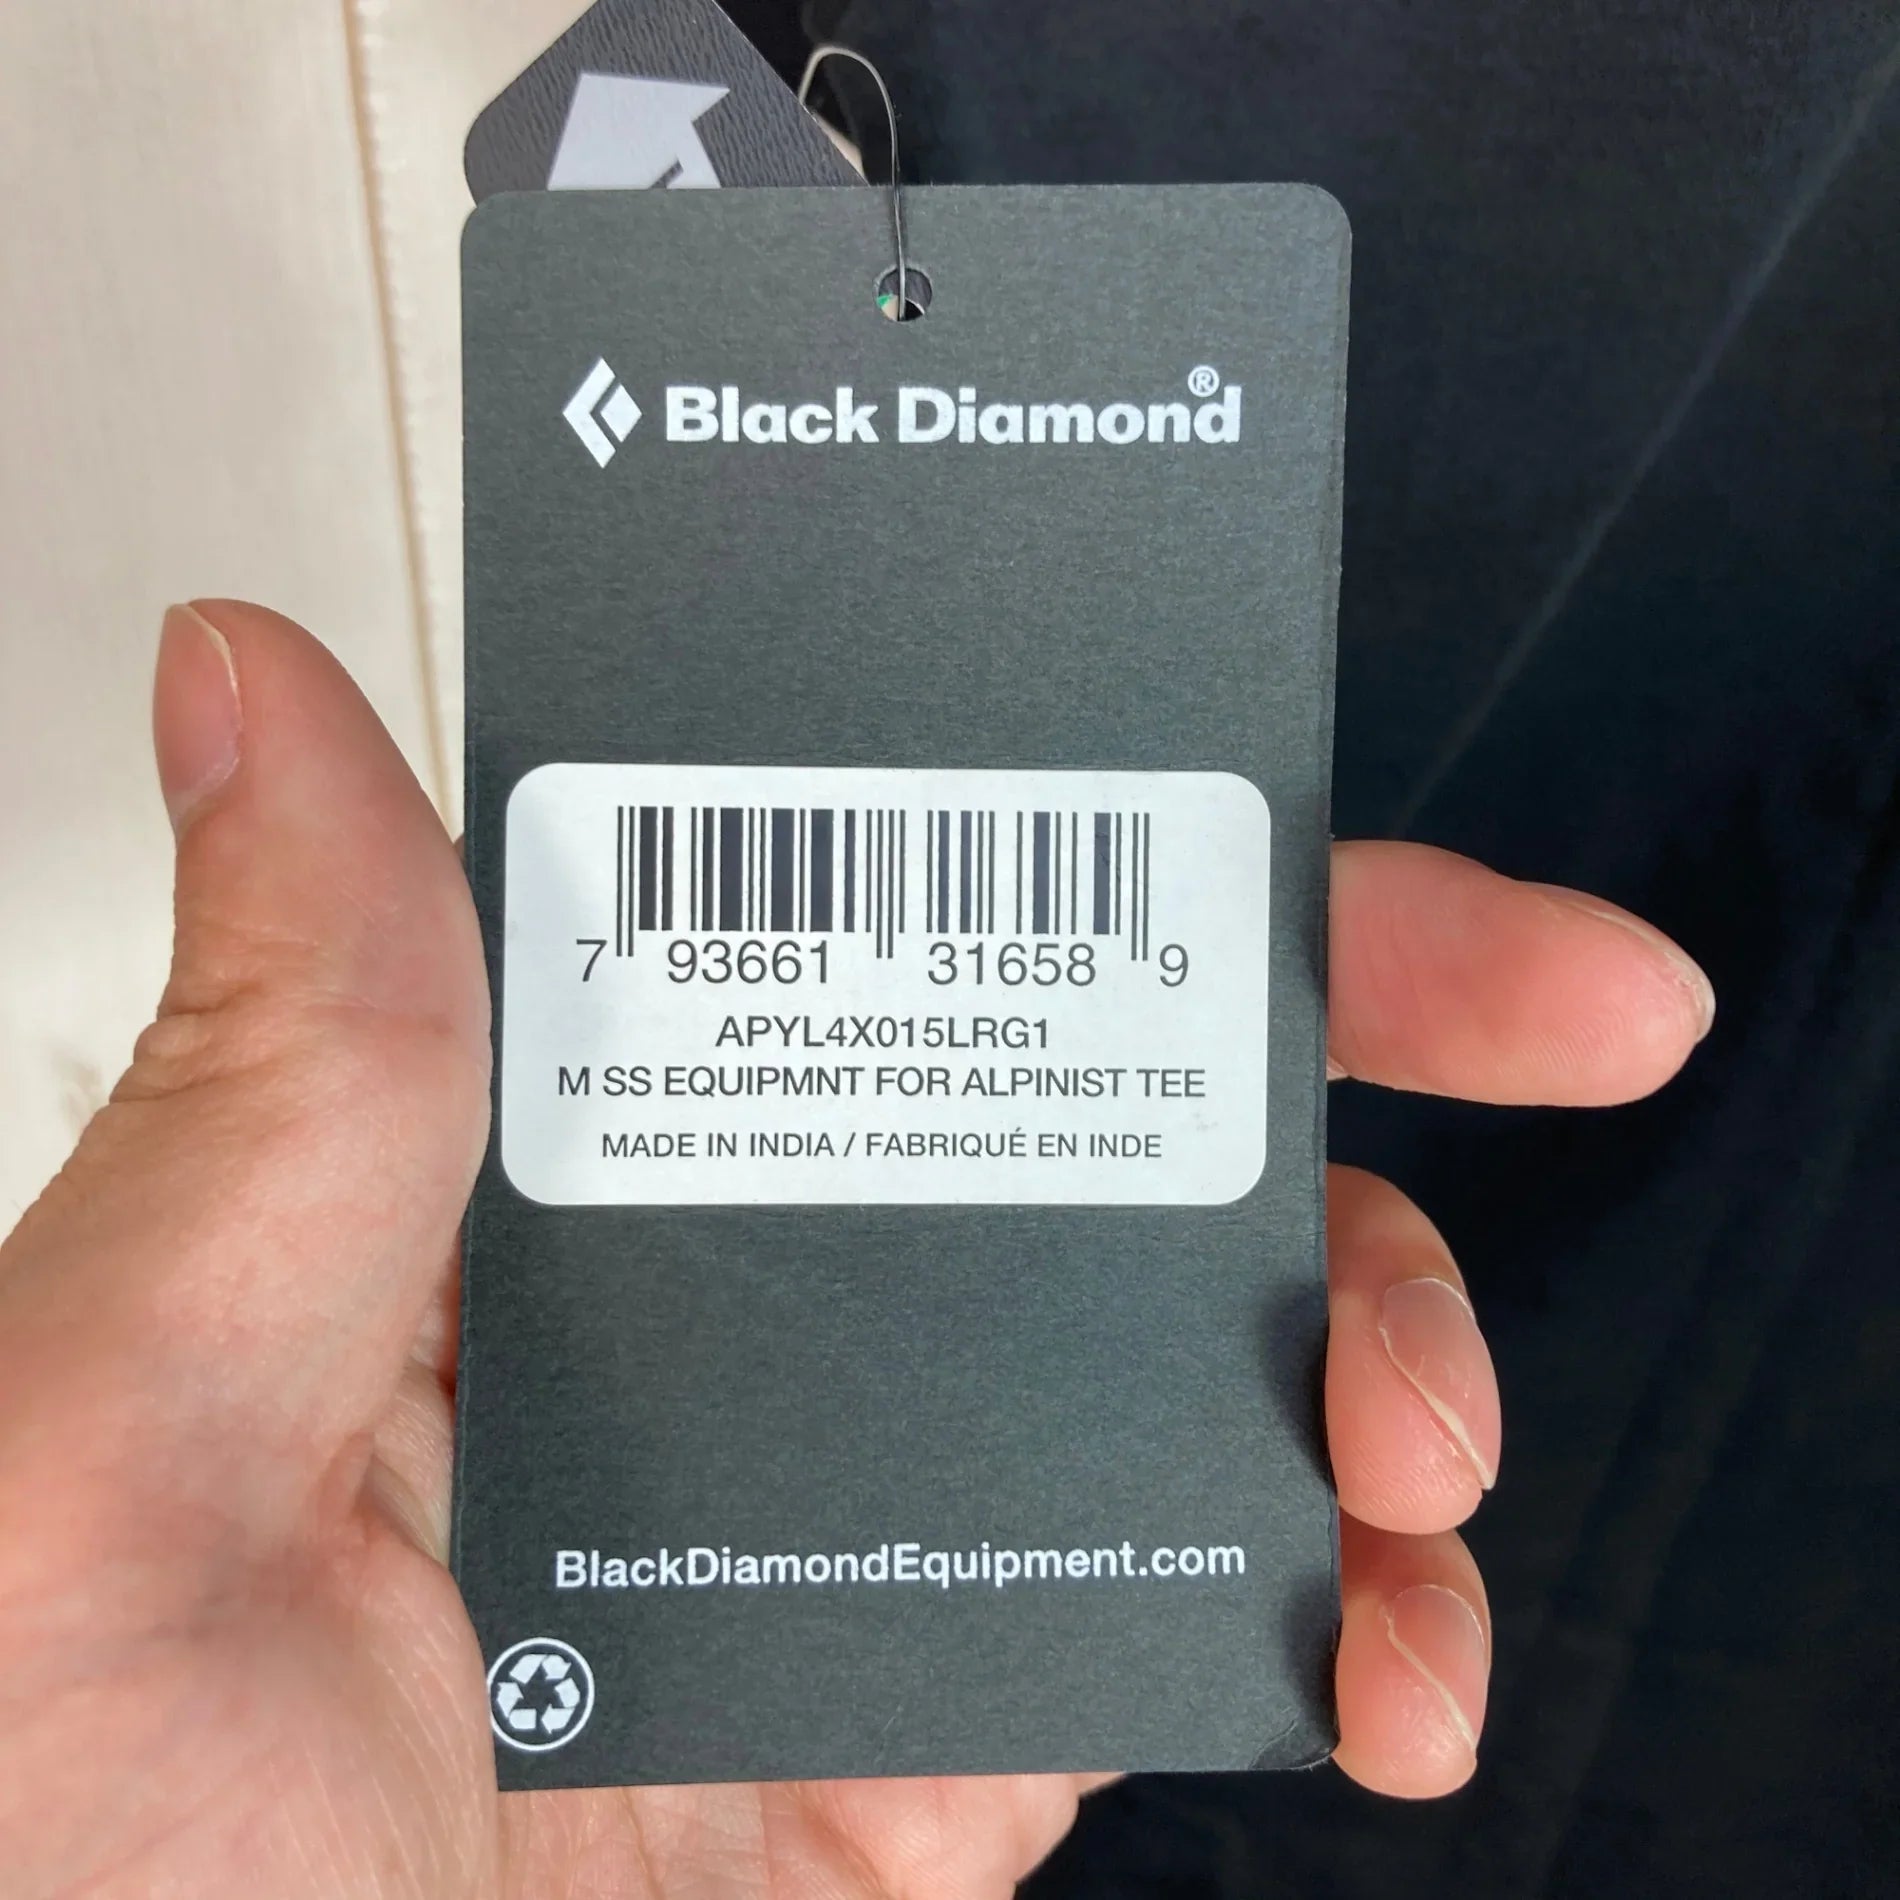 Black Diamond®
7 93661 31658 9
APYL4X015LRG1
M SS EQUIPMNT FOR ALPINIST TEE
MADE IN INDIA / FABRIQUÉ EN INDE
BlackDiamondEquipment.com